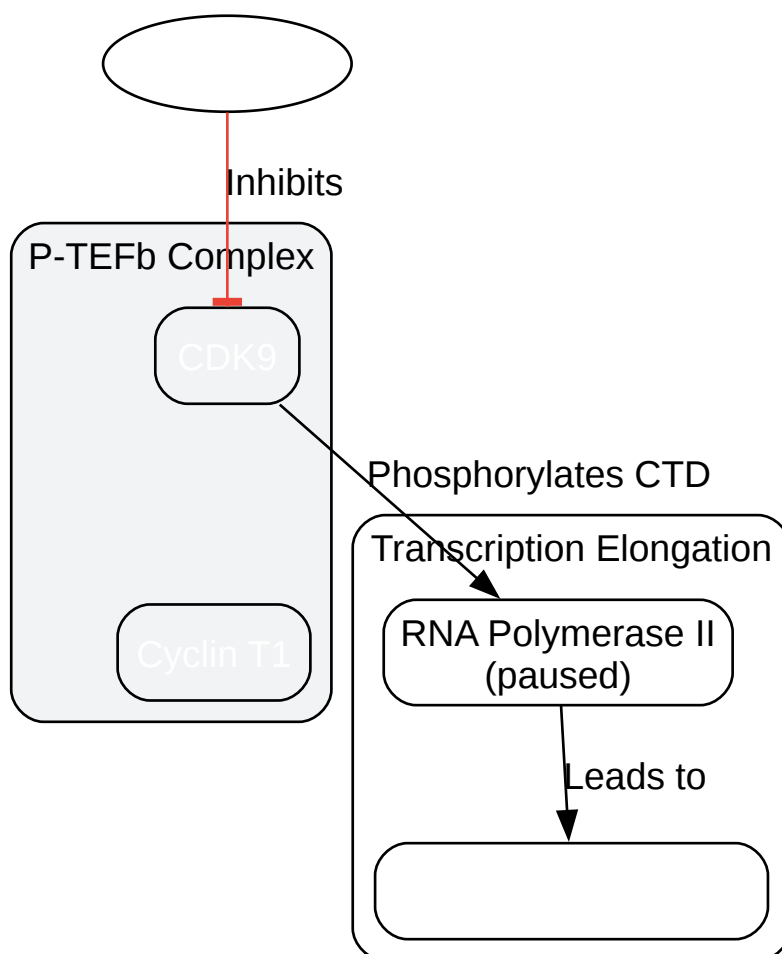 Inhibits
P-TEFb Complex
CDK9
Phosphorylates CTD
Transcription Elongation
RNA Polymerase II
(paused)
Cyclin T1
Leads to